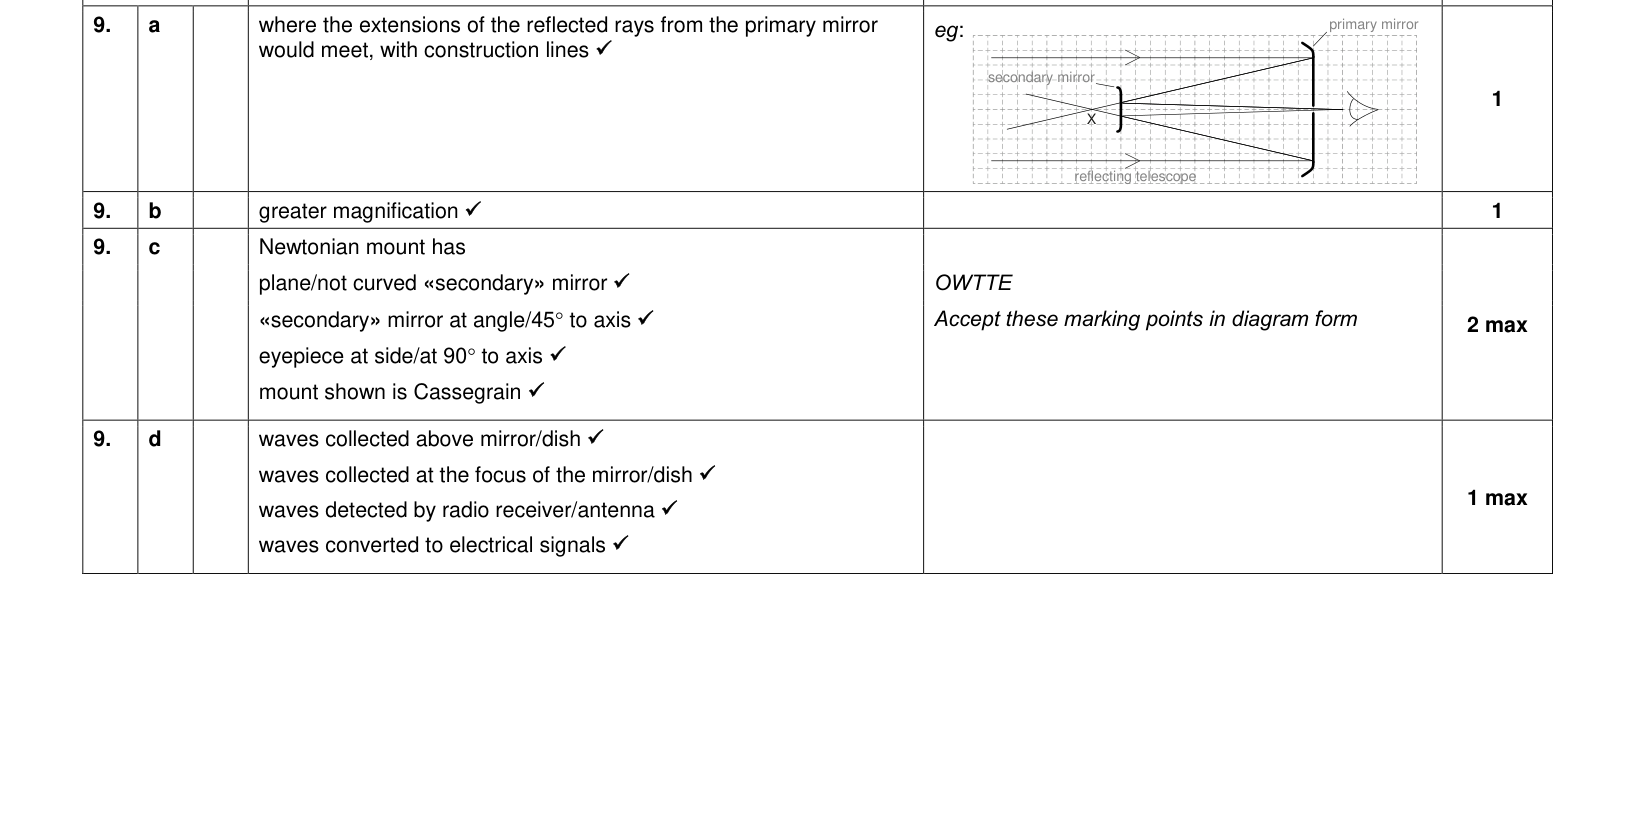 9. a where the extensions of the reflected rays from the primary mirror
would meet, with construction lines ✓
eg:
primary mirror
secondary mirror
X
reflecting telescope
1
9. b greater magnification ✓ 1
9. c Newtonian mount has
plane/not curved «secondary» mirror ✓ OWTTE
«secondary» mirror at angle/45° to axis ✓ Accept these marking points in diagram form
2 max
eyepiece at side/at 90° to axis ✓
mount shown is Cassegrain ✓
9. d waves collected above mirror/dish ✓
waves collected at the focus of the mirror/dish ✓
1 max
waves detected by radio receiver/antenna ✓
waves converted to electrical signals ✓